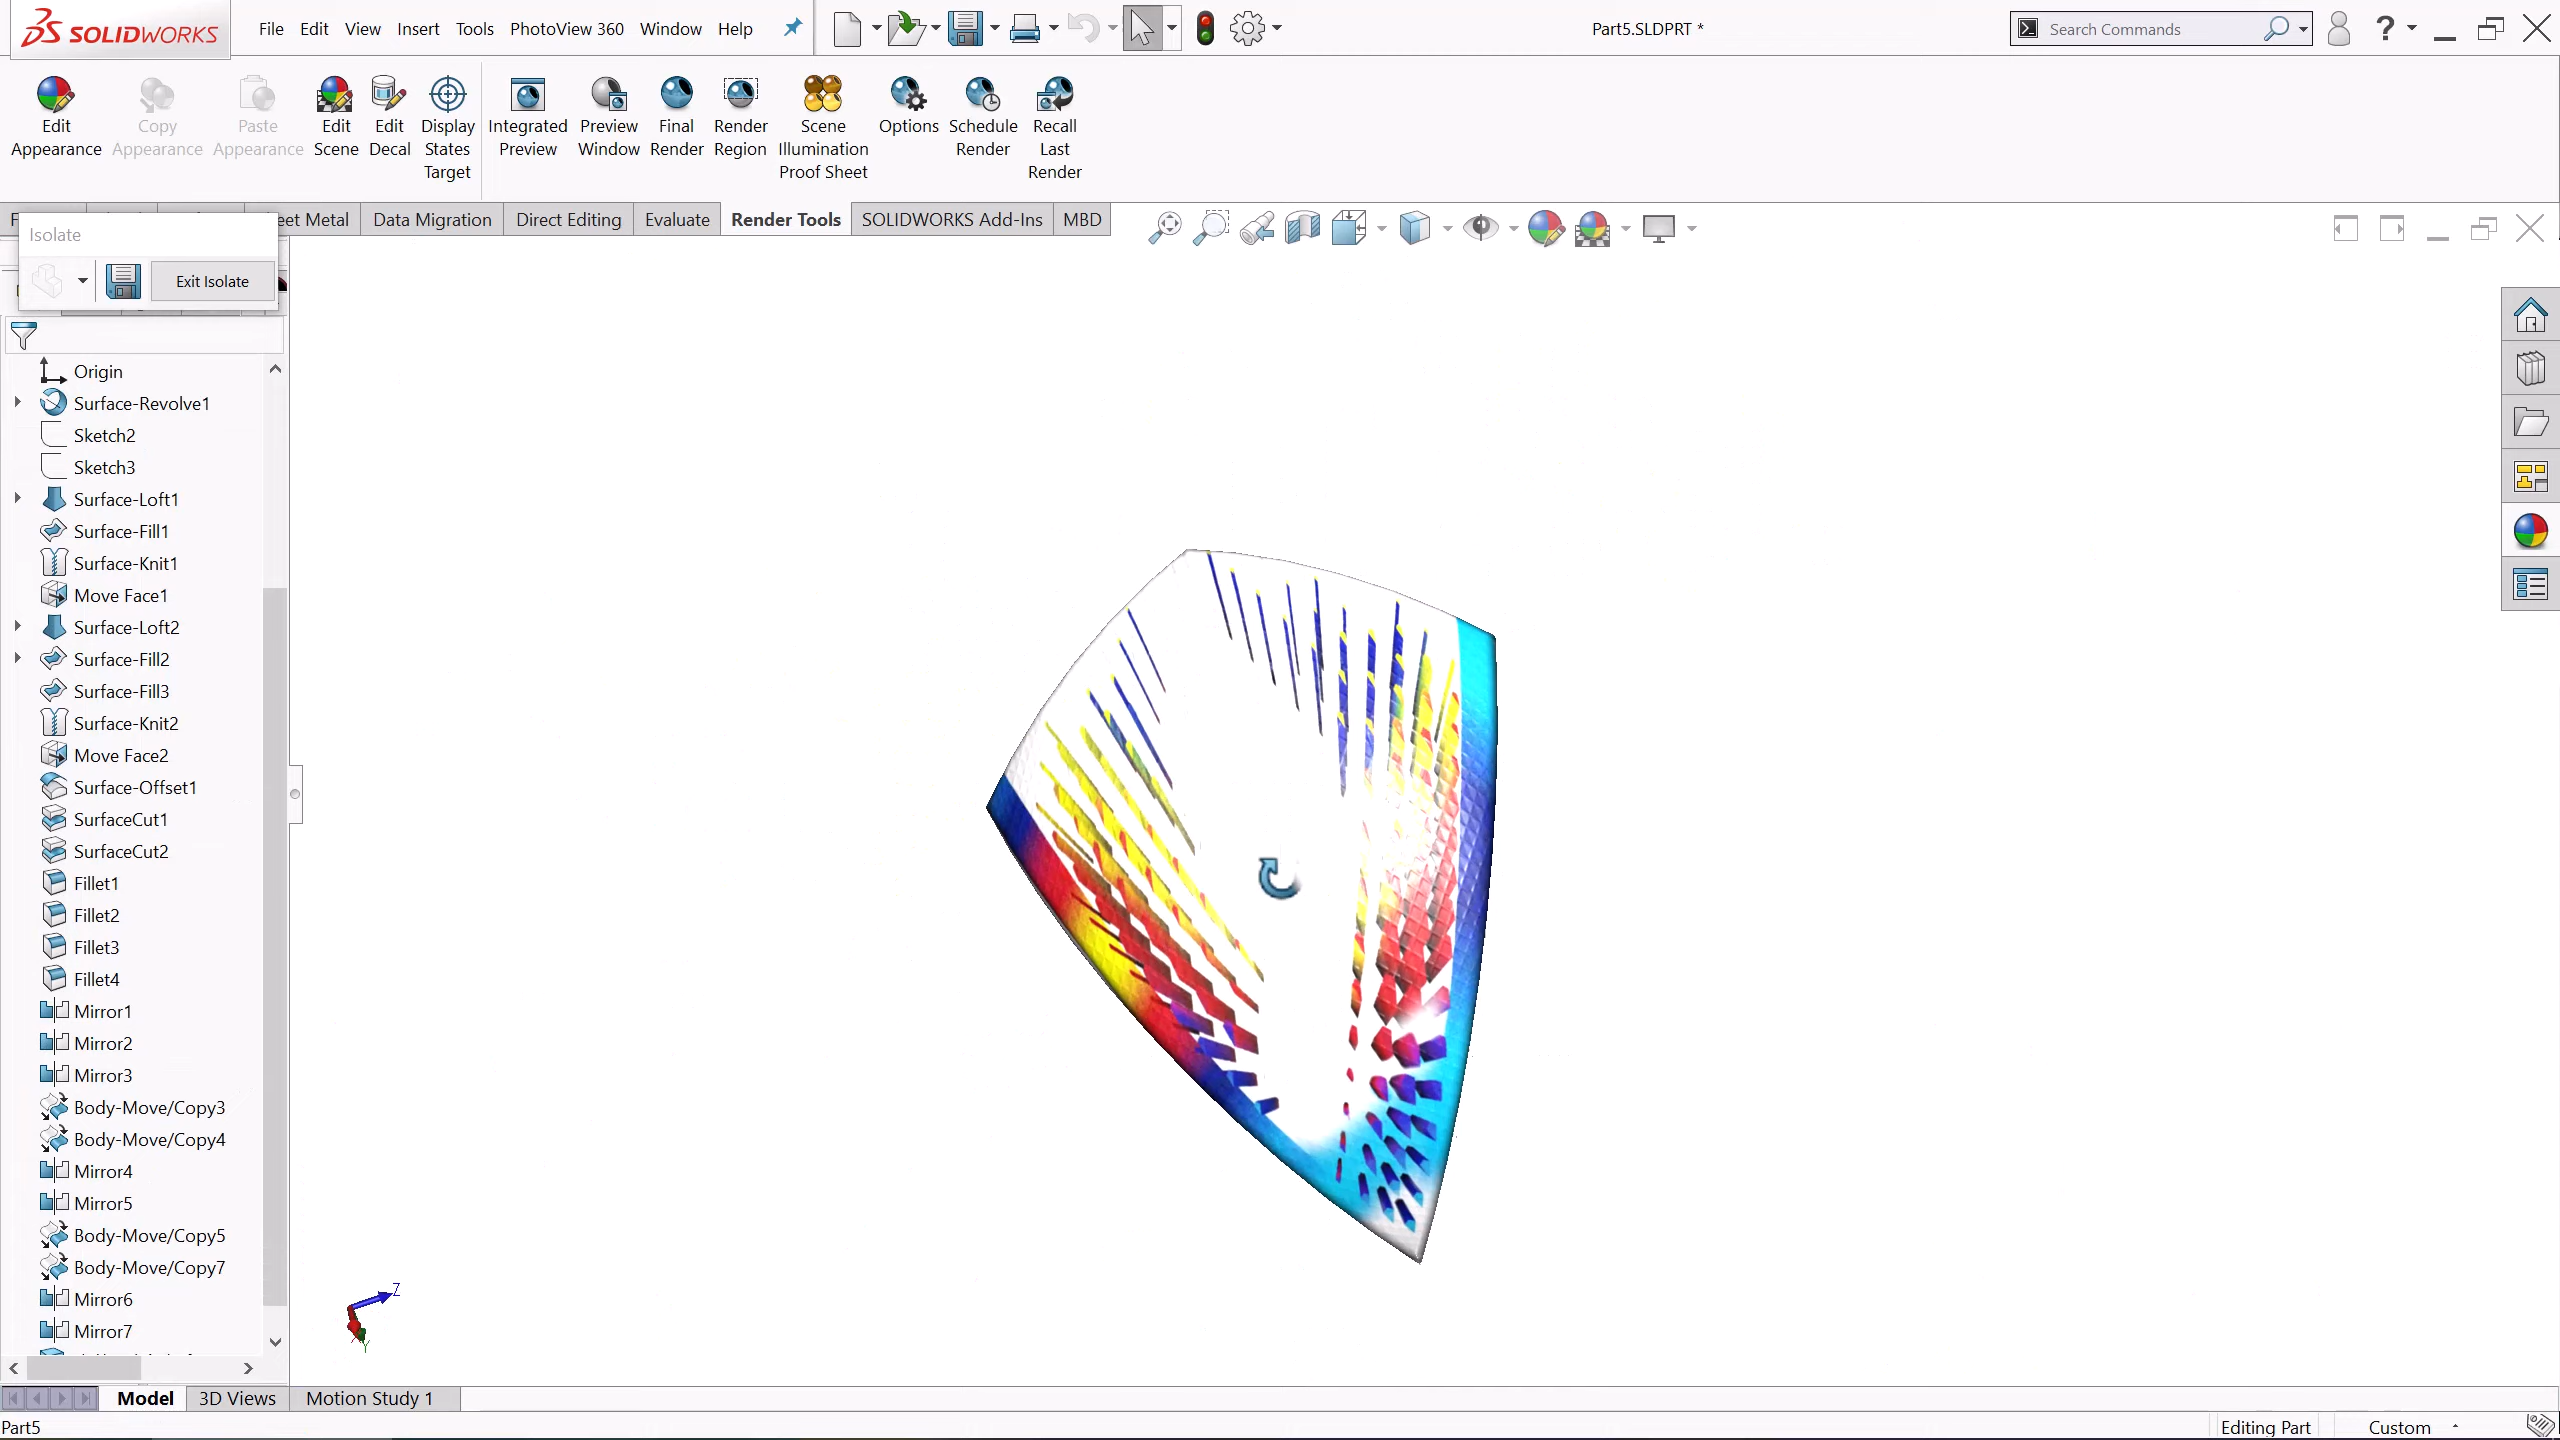 SOLIDWORKS File Edit View Insert Tools PhotoView 360 Window Help Part5.SLDPRT * Search Commands ?
Edit Appearance
Copy Appearance
Paste Appearance
Edit Scene
Edit Decal
Display States Target
Integrated Preview
Preview Window
Final Render
Render Region
Scene Illumination Proof Sheet
Options
Schedule Render
Recall Last Render
F eet Metal Data Migration Direct Editing Evaluate Render Tools SOLIDWORKS Add-Ins MBD
Isolate
Exit Isolate
Origin
Surface-Revolve1
Sketch2
Sketch3
Surface-Loft1
Surface-Fill1
Surface-Knit1
Move Face1
Surface-Loft2
Surface-Fill2
Surface-Fill3
Surface-Knit2
Move Face2
Surface-Offset1
SurfaceCut1
SurfaceCut2
Fillet1
Fillet2
Fillet3
Fillet4
Mirror1
Mirror2
Mirror3
Body-Move/Copy3
Body-Move/Copy4
Mirror4
Mirror5
Body-Move/Copy5
Body-Move/Copy7
Mirror6
Mirror7
Z
Y
Model 3D Views Motion Study 1
Part5 Editing Part Custom